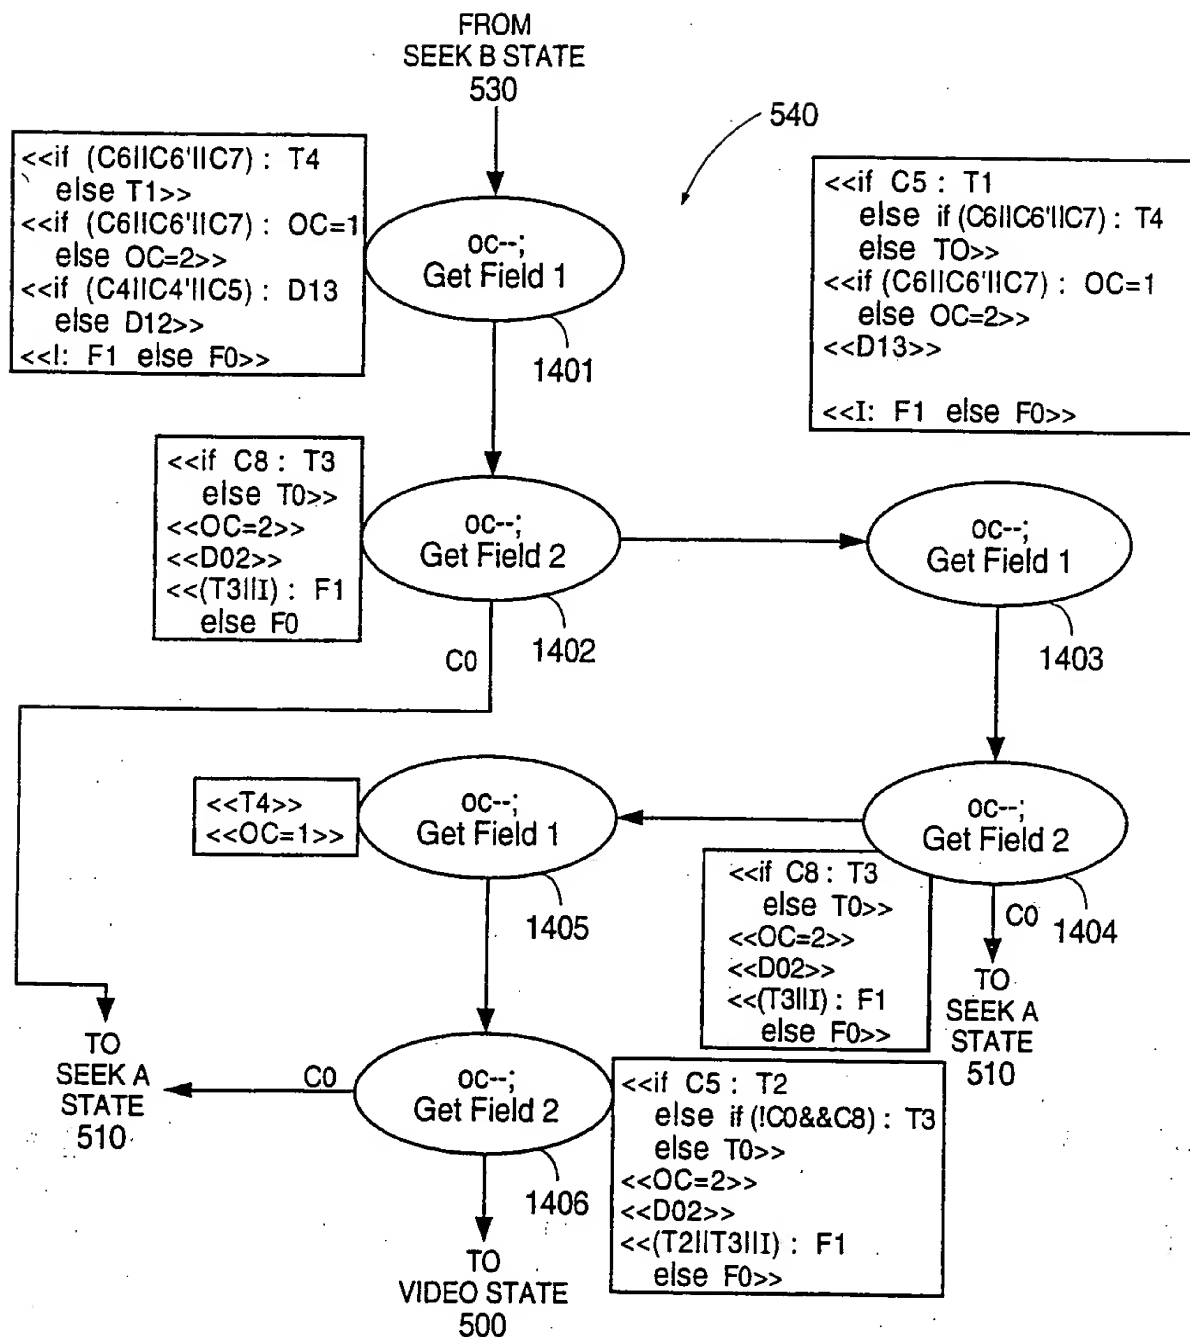 FROM
SEEK B STATE
530
540
<<if (C6||C6'||C7) : T4
else T1>>
<<if (C6||C6'||C7) : OC=1
else OC=2>>
<<if (C4||C4'||C5) : D13
else D12>>
<<I: F1 else F0>>
oc--;
Get Field 1
1401
<<if C5 : T1
else if (C6||C6'||C7) : T4
else TO>>
<<if (C6||C6'||C7) : OC=1
else OC=2>>
<<D13>>
<<I: F1 else F0>>
<<if C8 : T3
else T0>>
<<OC=2>>
<<D02>>
<<(T3||I) : F1
else F0
oc--;
Get Field 2
1402
C0
oc--;
Get Field 1
1403
<<T4>>
<<OC=1>>
oc--;
Get Field 1
1405
oc--;
Get Field 2
1404
<<if C8 : T3
else T0>>
<<OC=2>>
<<D02>>
<<(T3||I) : F1
else F0>>
C0
TO
SEEK A
STATE
510
TO
SEEK A
STATE
510
C0
oc--;
Get Field 2
1406
<<if C5 : T2
else if (!C0&&C8) : T3
else T0>>
<<OC=2>>
<<D02>>
<<(T2||T3||I) : F1
else F0>>
TO
VIDEO STATE
500